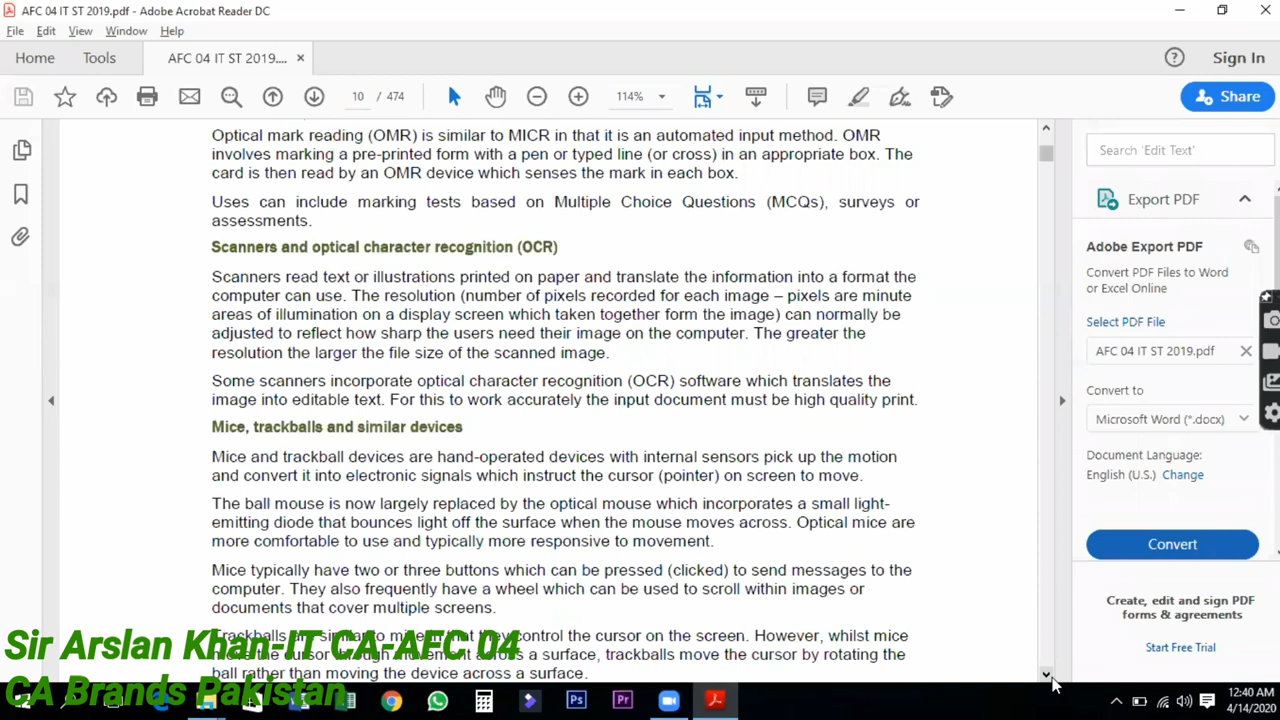 AFC 04 IT ST 2019.pdf - Adobe Acrobat Reader DC
File Edit View Window Help
Home Tools AFC 04 IT ST 2019.... × Sign In
10 / 474 114% Share
Optical mark reading (OMR) is similar to MICR in that it is an automated input method. OMR
involves marking a pre-printed form with a pen or typed line (or cross) in an appropriate box. The
card is then read by an OMR device which senses the mark in each box.
Uses can include marking tests based on Multiple Choice Questions (MCQs), surveys or
assessments.
Scanners and optical character recognition (OCR)
Scanners read text or illustrations printed on paper and translate the information into a format the
computer can use. The resolution (number of pixels recorded for each image – pixels are minute
areas of illumination on a display screen which taken together form the image) can normally be
adjusted to reflect how sharp the users need their image on the computer. The greater the
resolution the larger the file size of the scanned image.
Some scanners incorporate optical character recognition (OCR) software which translates the
image into editable text. For this to work accurately the input document must be high quality print.
Mice, trackballs and similar devices
Mice and trackball devices are hand-operated devices with internal sensors pick up the motion
and convert it into electronic signals which instruct the cursor (pointer) on screen to move.
The ball mouse is now largely replaced by the optical mouse which incorporates a small light-
emitting diode that bounces light off the surface when the mouse moves across. Optical mice are
more comfortable to use and typically more responsive to movement.
Mice typically have two or three buttons which can be pressed (clicked) to send messages to the
computer. They also frequently have a wheel which can be used to scroll within images or
documents that cover multiple screens.
Trackballs are similar to mice in that they control the cursor on the screen. However, whilst mice
move the cursor through movement across a surface, trackballs move the cursor by rotating the
ball rather than moving the device across a surface.
Search 'Edit Text'
Export PDF
Adobe Export PDF
Convert PDF Files to Word
or Excel Online
Select PDF File
AFC 04 IT ST 2019.pdf
Convert to
Microsoft Word (*.docx)
Document Language:
English (U.S.) Change
Convert
Create, edit and sign PDF
forms & agreements
Start Free Trial
Sir Arslan Khan-IT CA-AFC 04
CA Brands Pakistan
Ps Pr
12:40 AM
4/14/2020